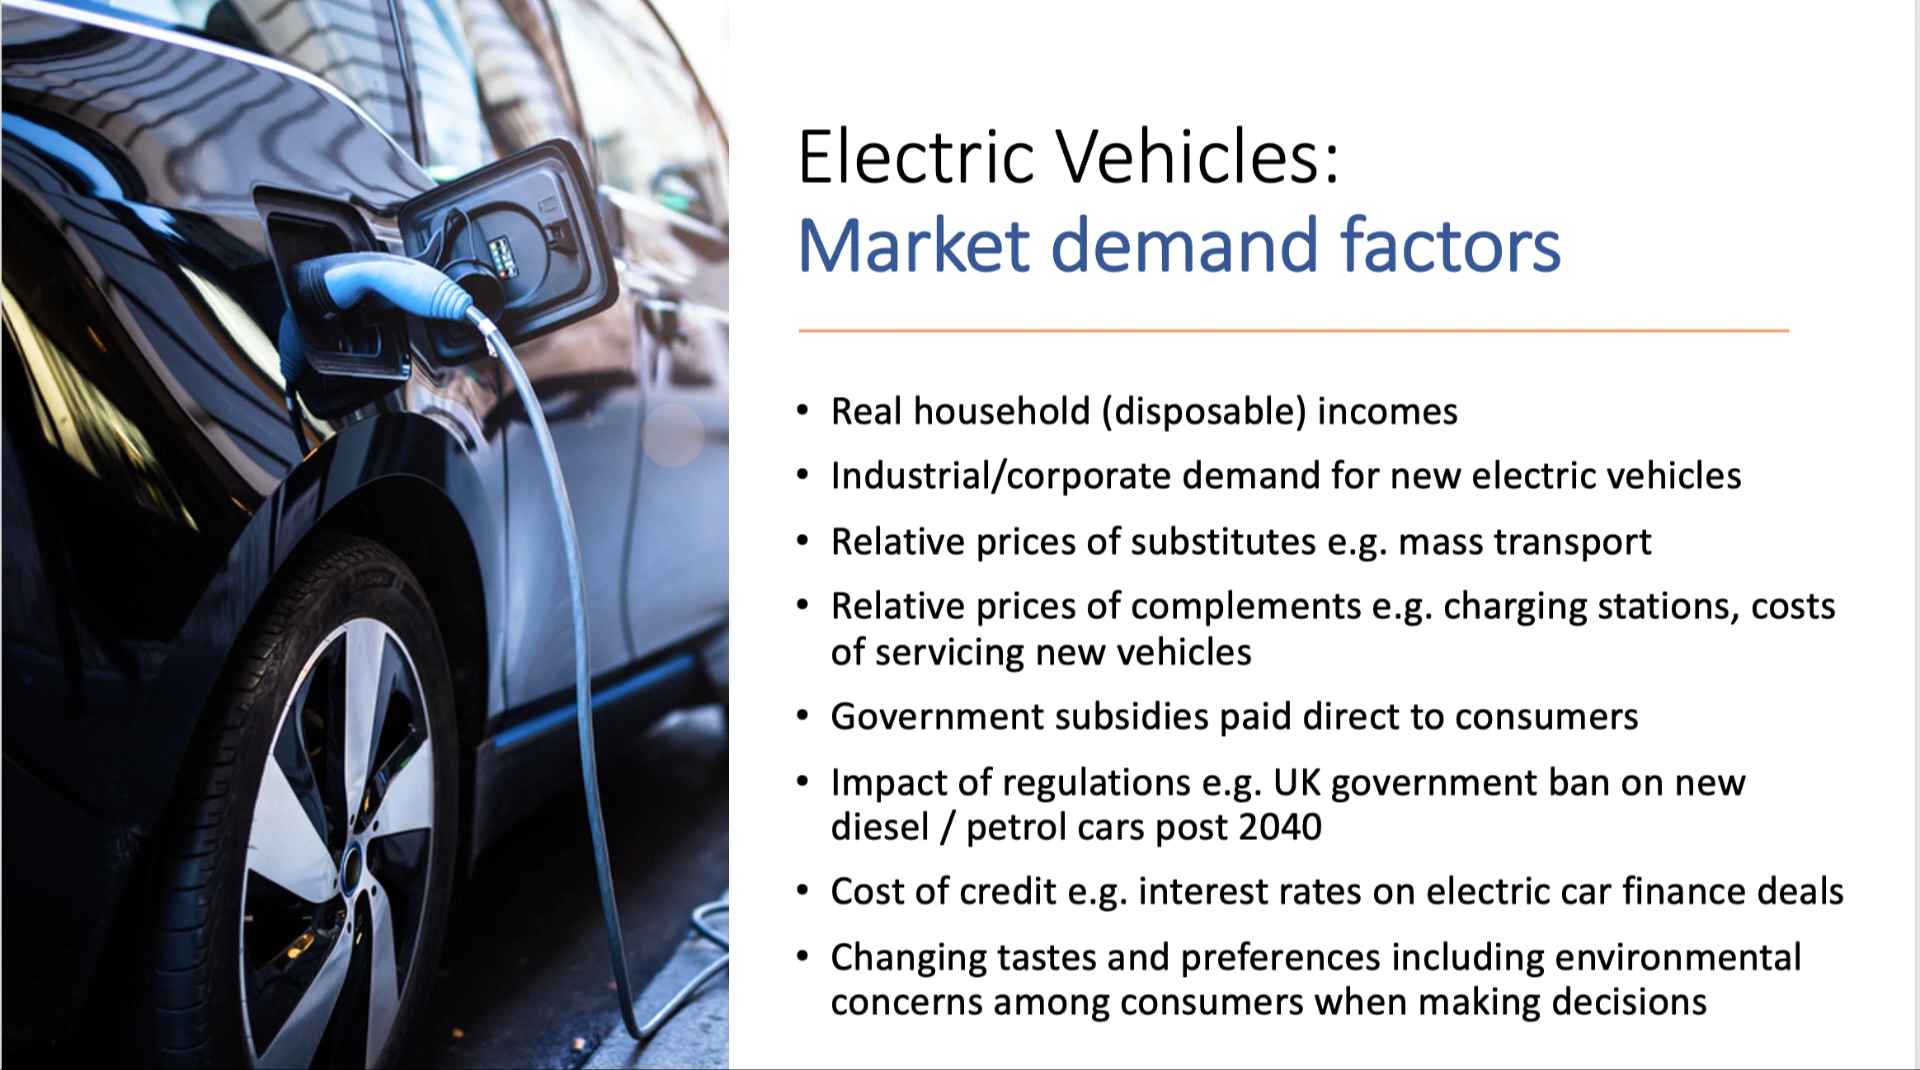 Electric Vehicles:
Market demand factors
• Real household (disposable) incomes
• Industrial/corporate demand for new electric vehicles
• Relative prices of substitutes e.g. mass transport
• Relative prices of complements e.g. charging stations, costs
of servicing new vehicles
• Government subsidies paid direct to consumers
• Impact of regulations e.g. UK government ban on new
diesel / petrol cars post 2040
• Cost of credit e.g. interest rates on electric car finance deals
• Changing tastes and preferences including environmental
concerns among consumers when making decisions